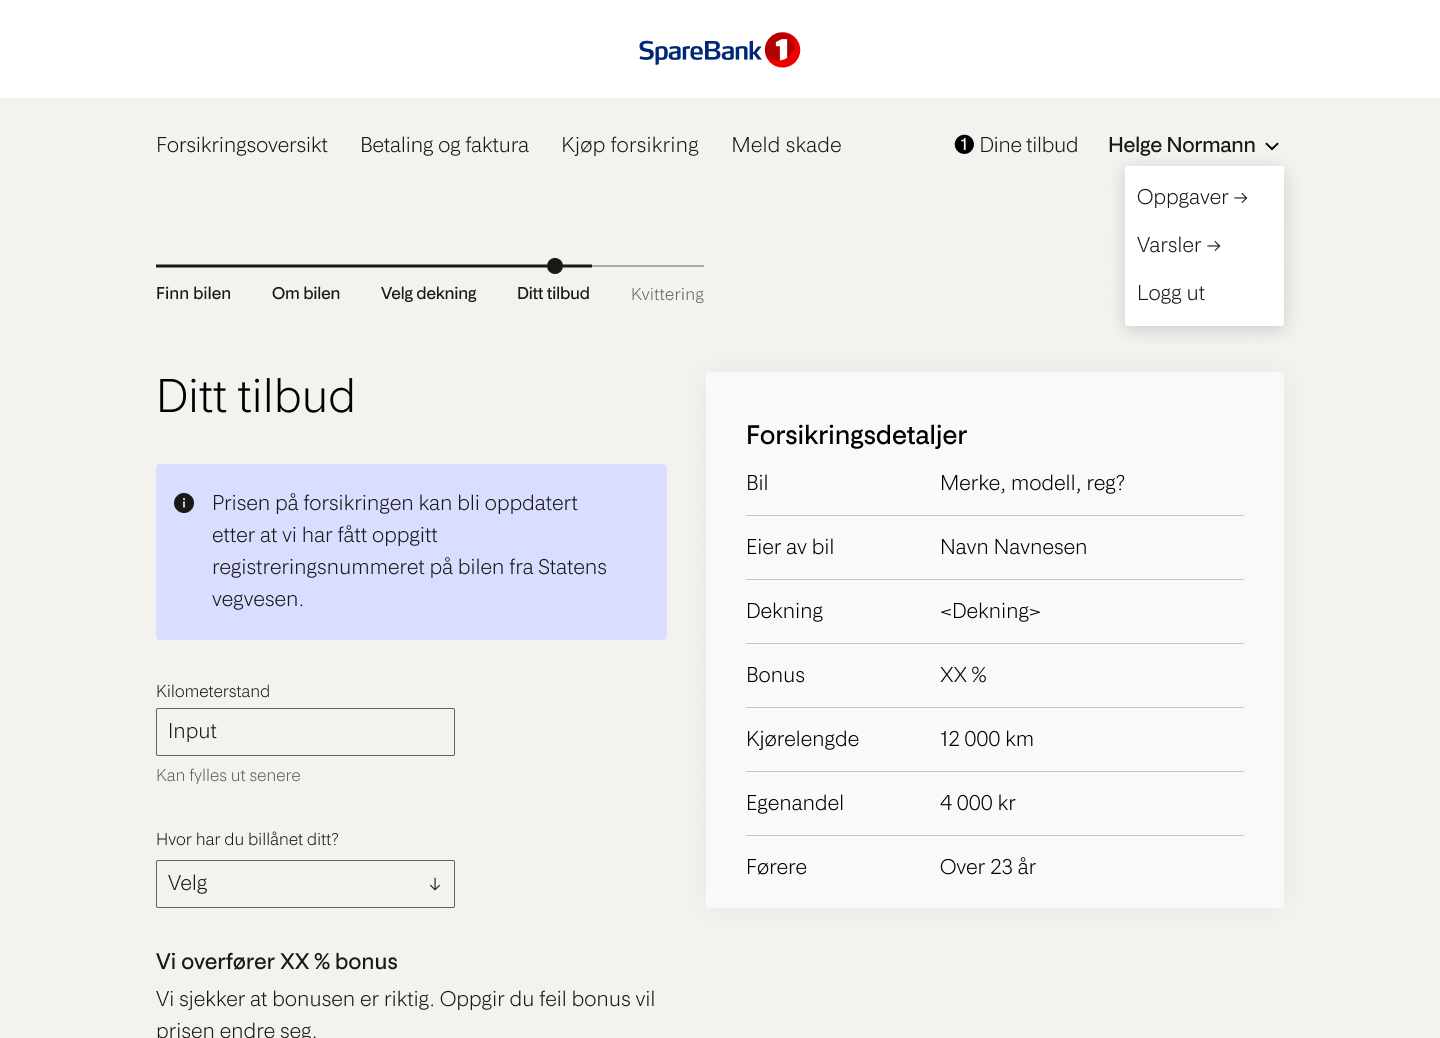 SpareBank 1
Forsikringsoversikt Betaling og faktura Kjøp forsikring Meld skade 1 Dine tilbud Helge Normann
Oppgaver →
Varsler →
Logg ut
Finn bilen Om bilen Velg dekning Ditt tilbud Kvittering
Ditt tilbud
Prisen på forsikringen kan bli oppdatert
etter at vi har fått oppgitt
registreringsnummeret på bilen fra Statens
vegvesen.
Kilometerstand
Input
Kan fylles ut senere
Hvor har du billånet ditt?
Velg
Vi overfører XX % bonus
Vi sjekker at bonusen er riktig. Oppgir du feil bonus vil
prisen endre seg.
Forsikringsdetaljer
Bil Merke, modell, reg?
Eier av bil Navn Navnesen
Dekning <Dekning>
Bonus XX %
Kjørelengde 12 000 km
Egenandel 4 000 kr
Førere Over 23 år